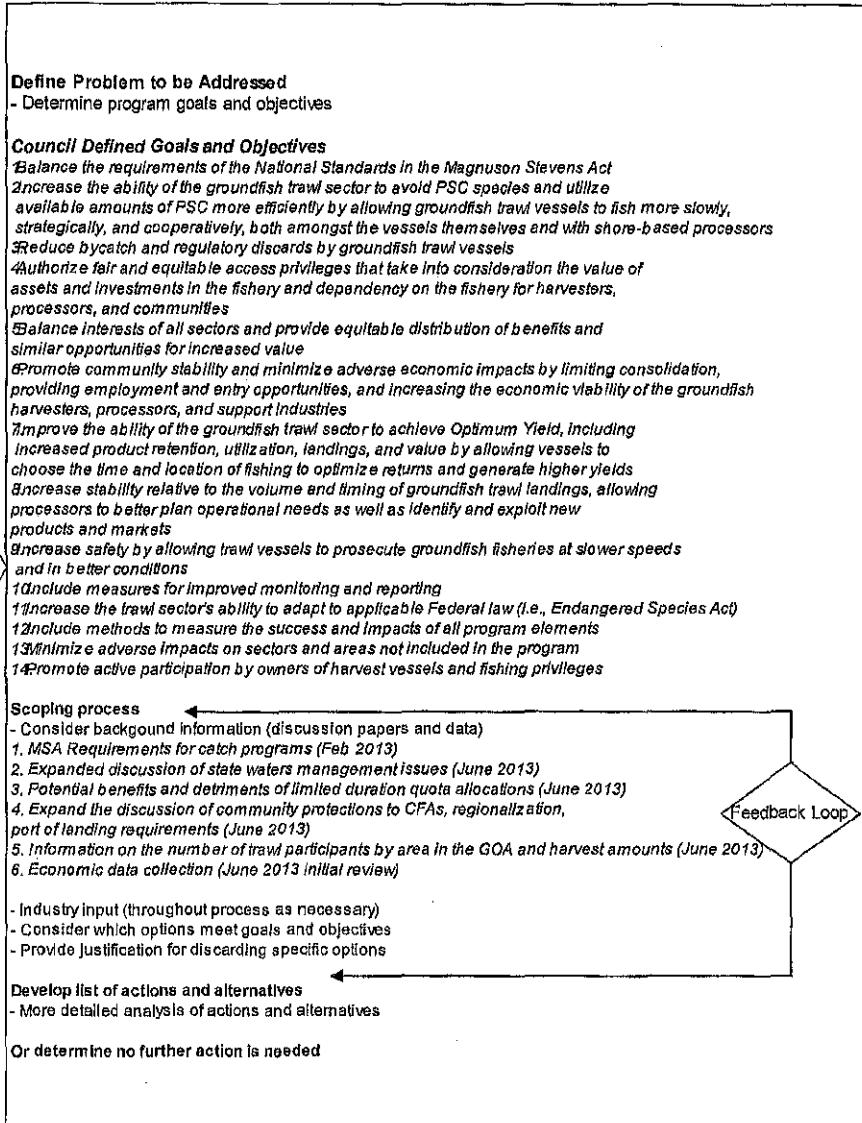 Define Problem to be Addressed
- Determine program goals and objectives
Council Defined Goals and Objectives
1Balance the requirements of the National Standards in the Magnuson Stevens Act
2Increase the ability of the groundfish trawl sector to avoid PSC species and utilize
available amounts of PSC more efficiently by allowing groundfish trawl vessels to fish more slowly,
strategically, and cooperatively, both amongst the vessels themselves and with shore-based processors
3Reduce bycatch and regulatory discards by groundfish trawl vessels
4Authorize fair and equitable access privileges that take into consideration the value of
assets and investments in the fishery and dependency on the fishery for harvesters,
processors, and communities
5Balance interests of all sectors and provide equitable distribution of benefits and
similar opportunities for increased value
6Promote community stability and minimize adverse economic impacts by limiting consolidation,
providing employment and entry opportunities, and increasing the economic viability of the groundfish
harvesters, processors, and support industries
7Improve the ability of the groundfish trawl sector to achieve Optimum Yield, including
increased product retention, utilization, landings, and value by allowing vessels to
choose the time and location of fishing to optimize returns and generate higher yields
8Increase stability relative to the volume and timing of groundfish trawl landings, allowing
processors to better plan operational needs as well as identify and exploit new
products and markets
9Increase safety by allowing trawl vessels to prosecute groundfish fisheries at slower speeds
and in better conditions
10Include measures for improved monitoring and reporting
11Increase the trawl sector's ability to adapt to applicable Federal law (i.e., Endangered Species Act)
12Include methods to measure the success and impacts of all program elements
13Minimize adverse impacts on sectors and areas not included in the program
14Promote active participation by owners of harvest vessels and fishing privileges
Scoping process
- Consider backgound information (discussion papers and data)
1. MSA Requirements for catch programs (Feb 2013)
2. Expanded discussion of state waters management issues (June 2013)
3. Potential benefits and detriments of limited duration quota allocations (June 2013)
4. Expand the discussion of community protections to CFAs, regionalization,
port of landing requirements (June 2013)
Feedback Loop
5. Information on the number of trawl participants by area in the GOA and harvest amounts (June 2013)
6. Economic data collection (June 2013 initial review)
- Industry input (throughout process as necessary)
- Consider which options meet goals and objectives
- Provide justification for discarding specific options
Develop list of actions and alternatives
- More detailed analysis of actions and alternatives
Or determine no further action is needed